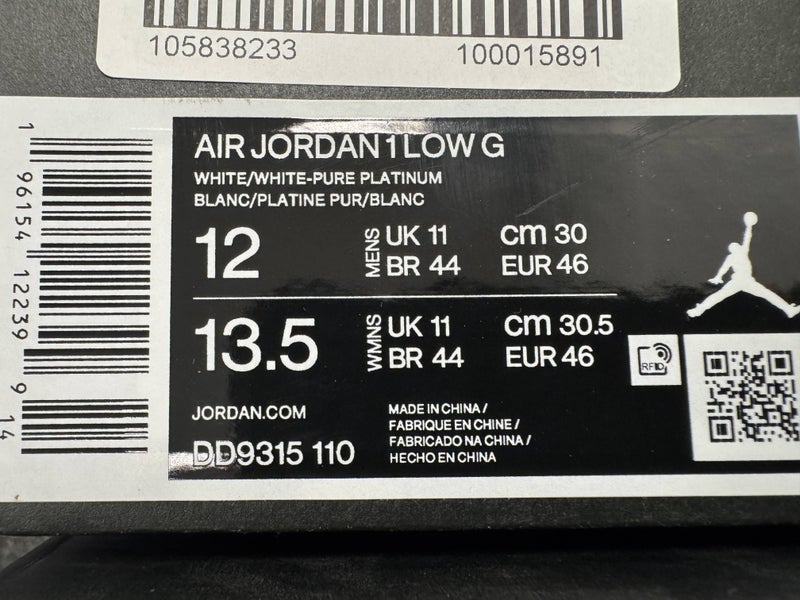 105838233 100015891
1 96154 12239 9 14
AIR JORDAN 1 LOW G
WHITE/WHITE-PURE PLATINUM
BLANC/PLATINE PUR/BLANC
12 MENS UK 11 cm 30
BR 44 EUR 46
13.5 WMNS UK 11 cm 30.5
BR 44 EUR 46
RFID
JORDAN.COM
DD9315 110
MADE IN CHINA /
FABRIQUE EN CHINE /
FABRICADO NA CHINA /
HECHO EN CHINA